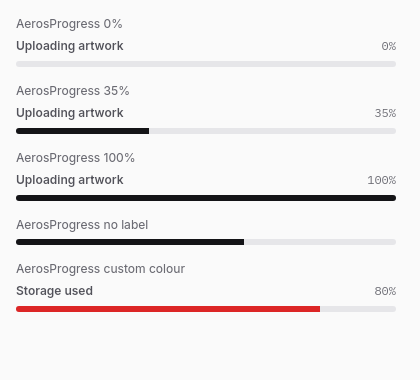 AerosProgress 0%
Uploading artwork 0%
AerosProgress 35%
Uploading artwork 35%
AerosProgress 100%
Uploading artwork 100%
AerosProgress no label
AerosProgress custom colour
Storage used 80%